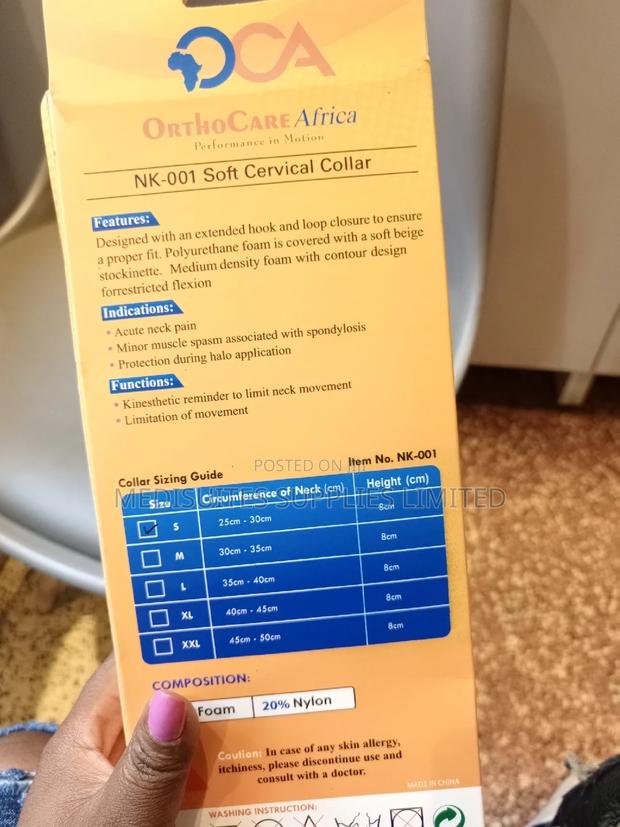 OCA
ORTHOCARE Africa
Performance in Motion
NK-001 Soft Cervical Collar
Features:
Designed with an extended hook and loop closure to ensure
a proper fit. Polyurethane foam is covered with a soft beige
stockinette. Medium density foam with contour design
forrestricted flexion
Indications:
• Acute neck pain
• Minor muscle spasm associated with spondylosis
• Protection during halo application
Functions:
• Kinesthetic reminder to limit neck movement
• Limitation of movement
POSTED ON
Collar Sizing Guide Item No. NK-001
MEDISUITES SUPPLIES LIMITED
Size Circumference of Neck (cm) Height (cm)
S 25cm - 30cm 8cm
M 30cm - 35cm 8cm
L 35cm - 40cm 8cm
XL 40cm - 45cm 8cm
XXL 45cm - 50cm 8cm
COMPOSITION:
Foam 20% Nylon
Caution: In case of any skin allergy,
itchiness, please discontinue use and
consult with a doctor.
MADE IN CHINA
WASHING INSTRUCTION: